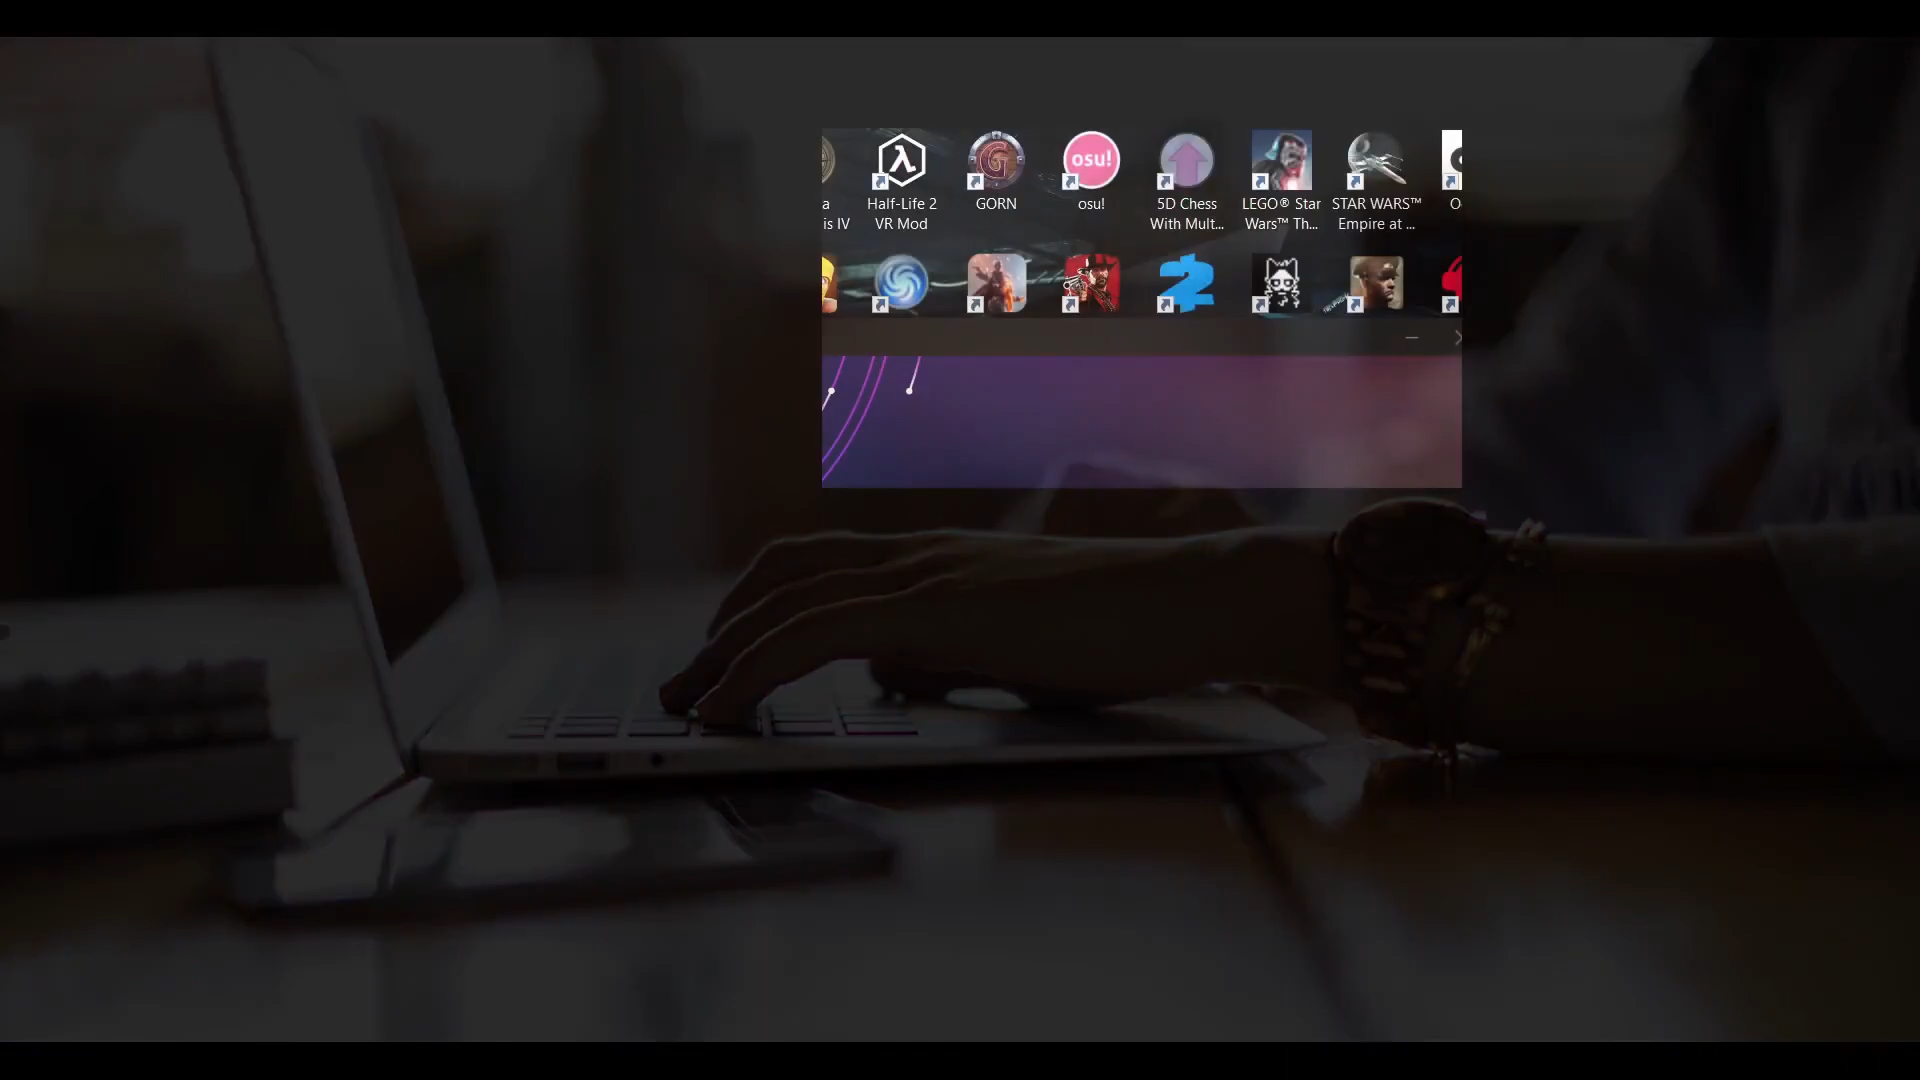 a
is IV
Half-Life 2
VR Mod
G
GORN
osu!
osu!
5D Chess
With Mult...
LEGO® Star
Wars™ Th...
STAR WARS™
Empire at ...
O
2